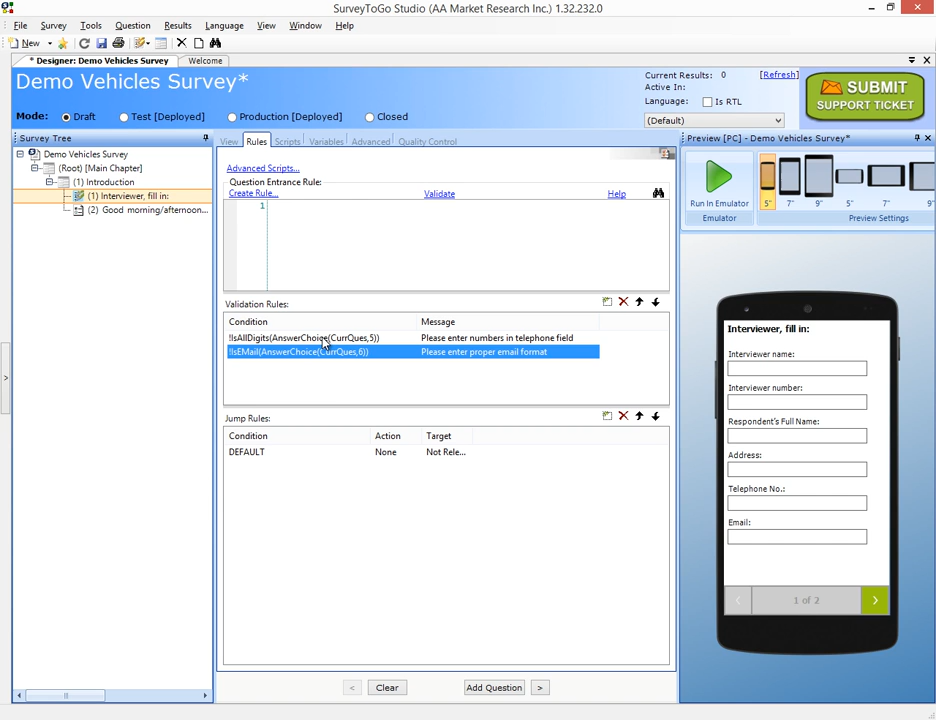 SurveyToGo Studio (AA Market Research Inc.) 1.32.232.0
File Survey Tools Question Results Language View Window Help
New
* Designer: Demo Vehicles Survey Welcome
Demo Vehicles Survey*
Current Results: 0 [Refresh]
Active In:
Language: Is RTL
(Default)
SUBMIT
SUPPORT TICKET
Mode: Draft Test [Deployed] Production [Deployed] Closed
Survey Tree
Demo Vehicles Survey
(Root) [Main Chapter]
(1) Introduction
(1) Interviewer, fill in:
(2) Good morning/afternoon...
View Rules Scripts Variables Advanced Quality Control
Advanced Scripts...
Question Entrance Rule:
Create Rule... Validate Help
1
Validation Rules:
Condition Message
!IsAllDigits(AnswerChoice(CurrQues,5)) Please enter numbers in telephone field
!IsEMail(AnswerChoice(CurrQues,6)) Please enter proper email format
Jump Rules:
Condition Action Target
DEFAULT None Not Rele...
< Clear Add Question >
Preview [PC] - Demo Vehicles Survey*
Run In Emulator 5" 7" 9" 5" 7" 9"
Emulator Preview Settings
Interviewer, fill in:
Interviewer name:
Interviewer number:
Respondent's Full Name:
Address:
Telephone No.:
Email:
< 1 of 2 >